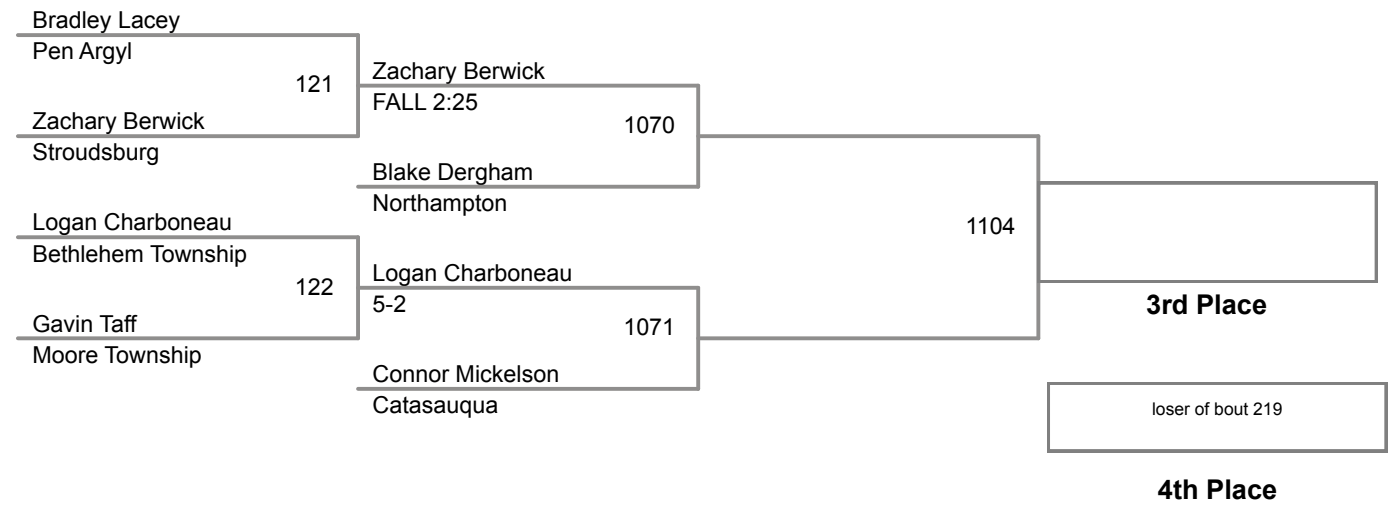 Bradley Lacey
Pen Argyl
121
Zachary Berwick
Stroudsburg
Logan Charboneau
Bethlehem Township
122
Gavin Taff
Moore Township
Zachary Berwick
FALL 2:25
1070
Blake Dergham
Northampton
Logan Charboneau
5-2
1071
Connor Mickelson
Catasauqua
1104
3rd Place
loser of bout 219
4th Place